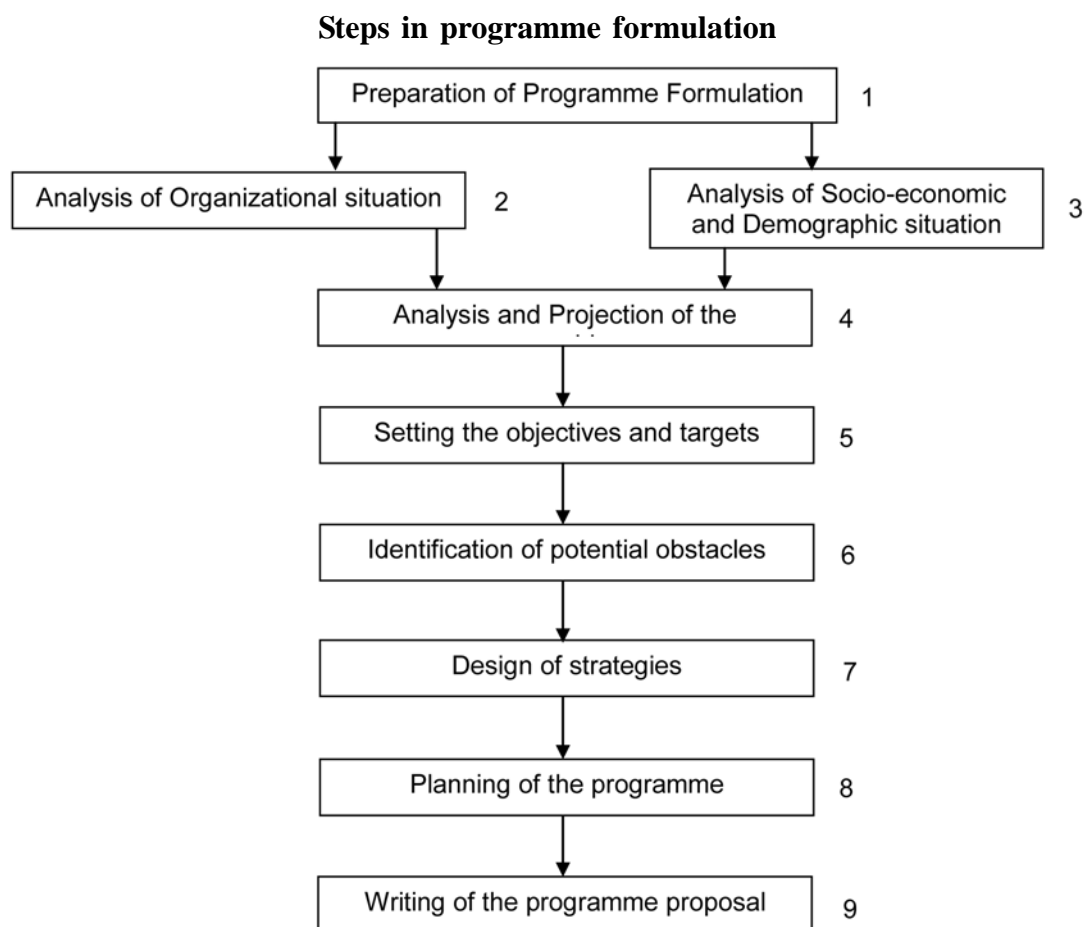 Steps in programme formulation
Preparation of Programme Formulation 1
Analysis of Organizational situation 2
Analysis of Socio-economic
and Demographic situation 3
Analysis and Projection of the 4
Setting the objectives and targets 5
Identification of potential obstacles 6
Design of strategies 7
Planning of the programme 8
Writing of the programme proposal 9